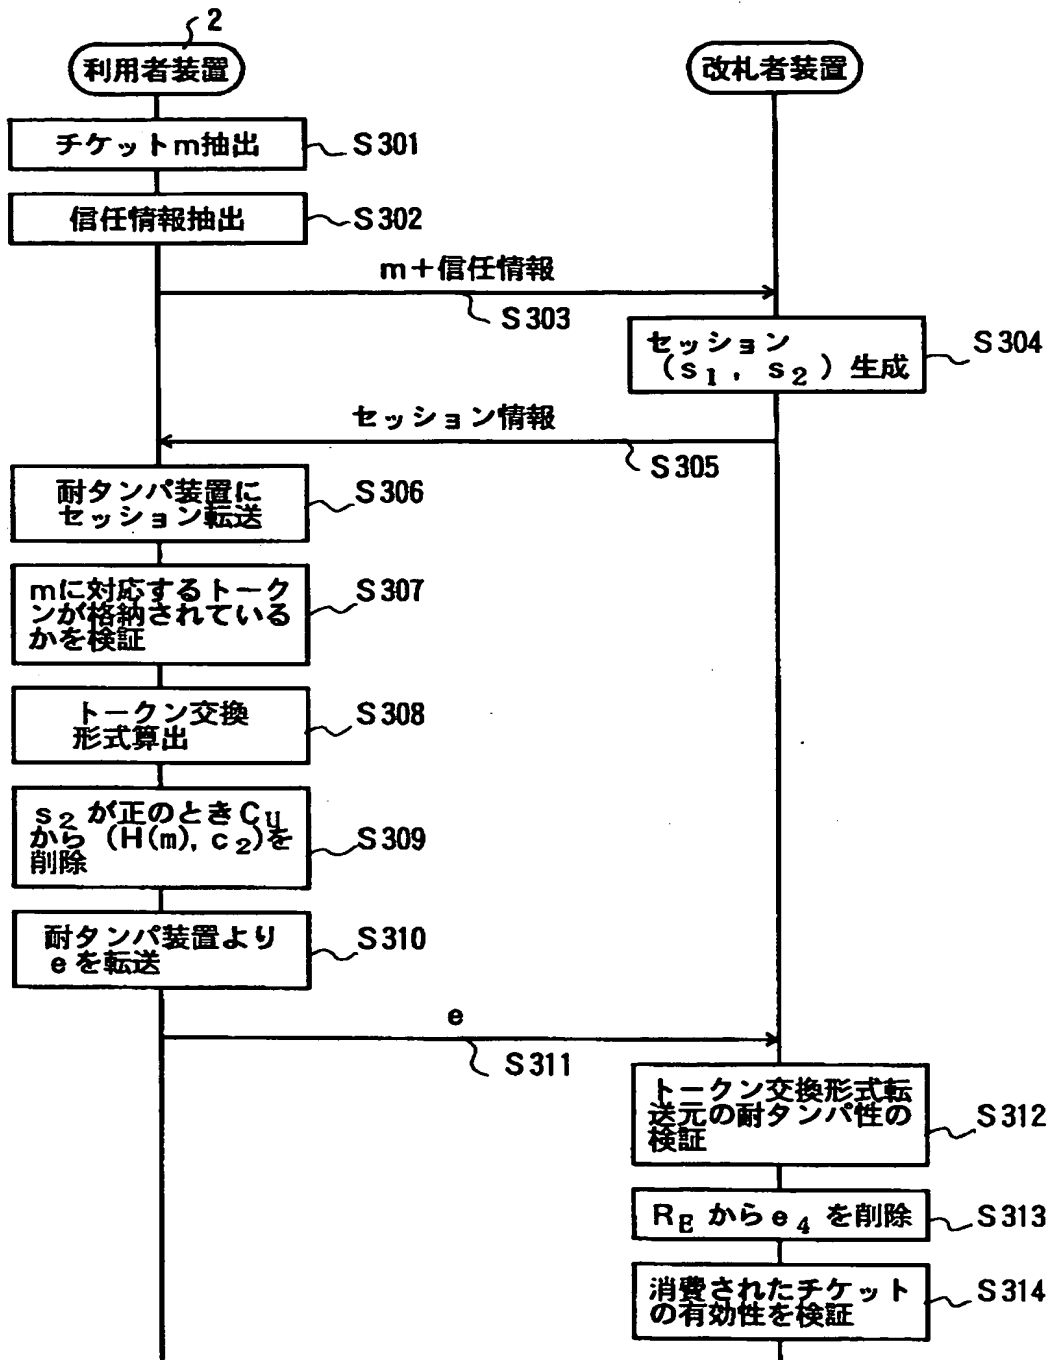 2
利用者装置
改札者装置
チケットm抽出
S301
信任情報抽出
S302
m+信任情報
S303
セッション
(s₁, s₂)生成
S304
セッション情報
S305
耐タンパ装置に
セッション転送
S306
mに対応するトーク
ンが格納されている
かを検証
S307
トークン交換
形式算出
S308
s₂が正のときC_U
から (H(m), c₂)を
削除
S309
耐タンパ装置より
eを転送
S310
e
S311
トークン交換形式転
送元の耐タンパ性の
検証
S312
R_E からe₄ を削除
S313
消費されたチケット
の有効性を検証
S314